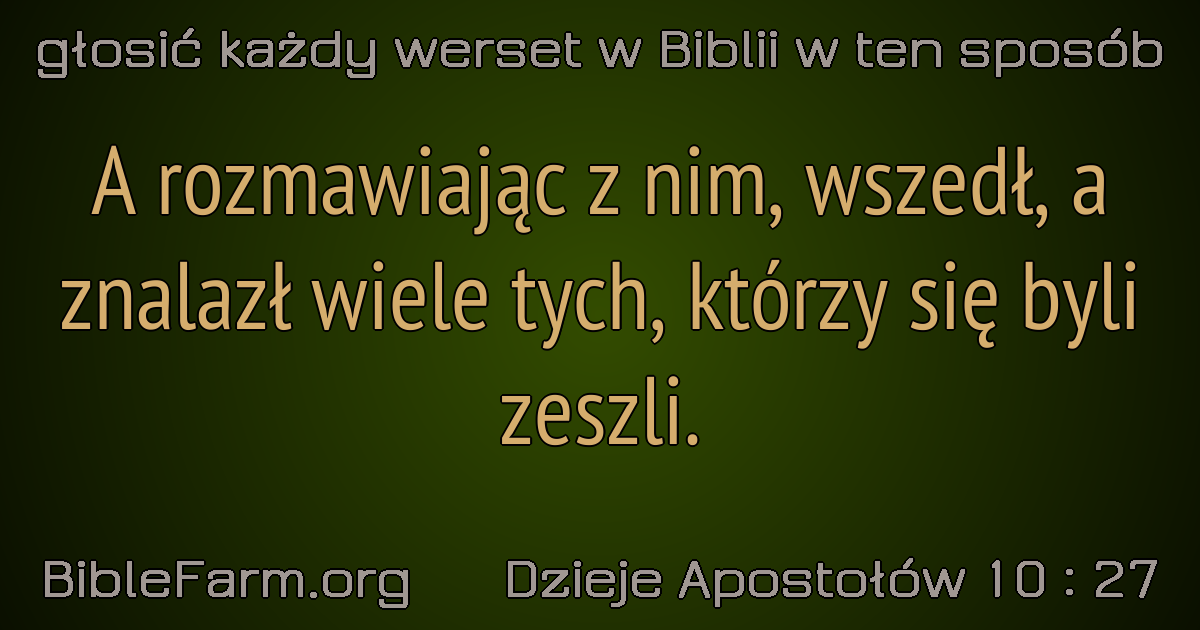 głosić każdy werset w Biblii w ten sposób
A rozmawiając z nim, wszedł, a
znalazł wiele tych, którzy się byli
zeszli.
BibleFarm.org Dzieje Apostołów 10 : 27